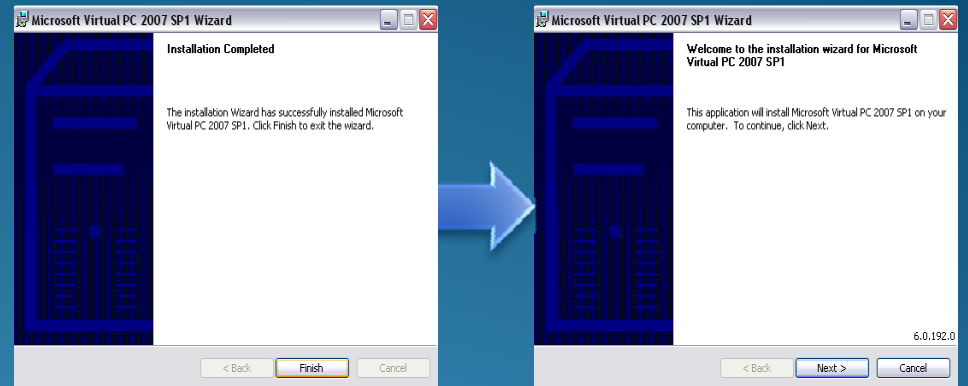 Microsoft Virtual PC 2007 SP1 Wizard
Installation Completed
The installation Wizard has successfully installed Microsoft
Virtual PC 2007 SP1. Click Finish to exit the wizard.
< Back
Finish
Cancel
Microsoft Virtual PC 2007 SP1 Wizard
Welcome to the installation wizard for Microsoft
Virtual PC 2007 SP1
This application will install Microsoft Virtual PC 2007 SP1 on your
computer.  To continue, click Next.
6.0.192.0
< Back
Next >
Cancel